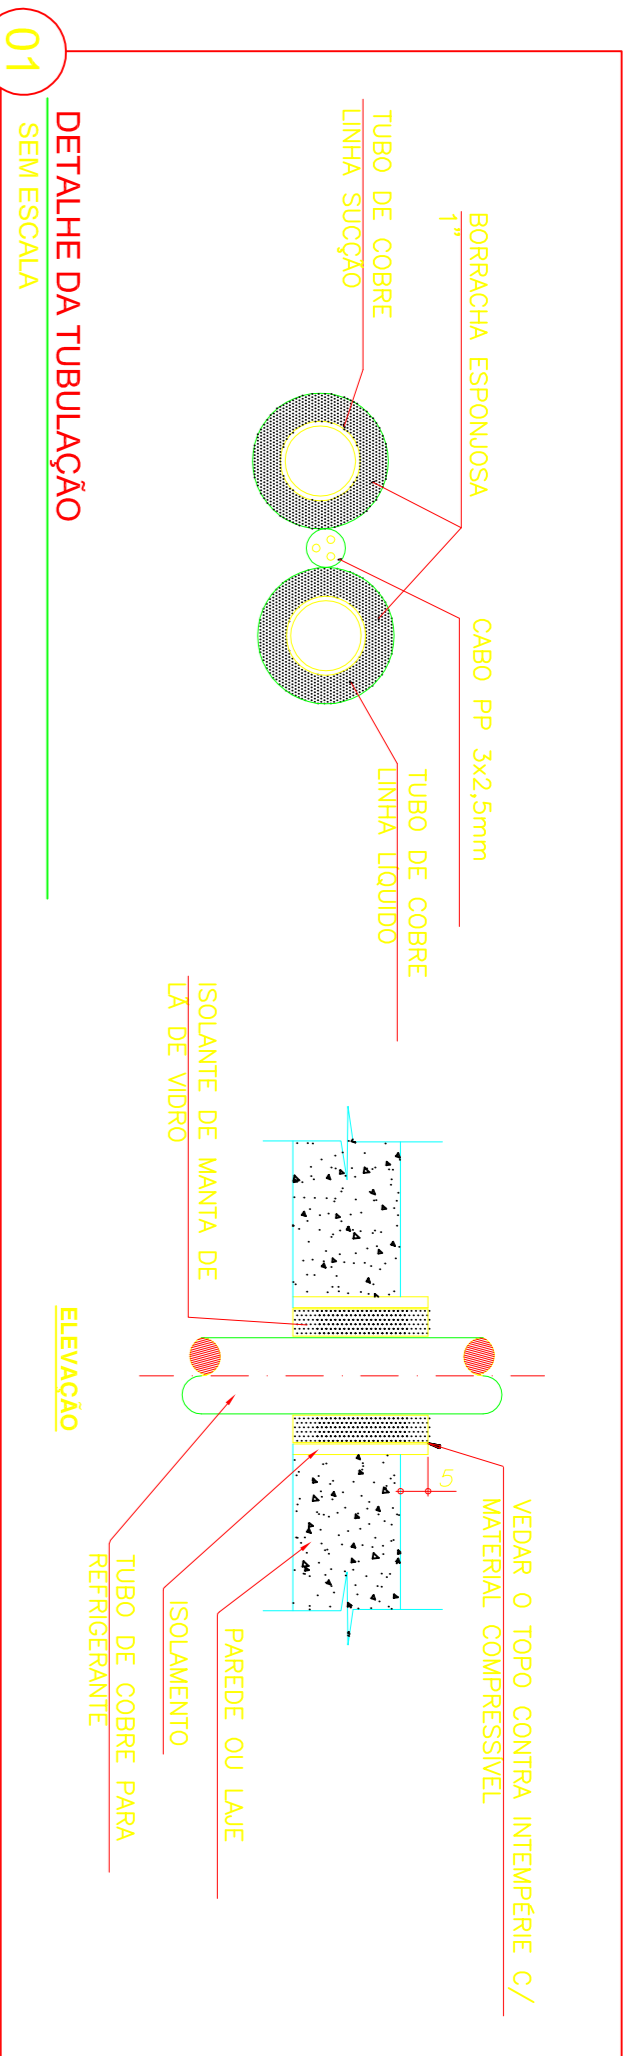 BORRACHA ESPONJOSA
1"
TUBO DE COBRE
LINHA SUCÇÃO
CABO PP 3x2,5mm
TUBO DE COBRE
LINHA LÍQUIDO
VEDAR O TOPO CONTRA INTEMPÉRIE C/
MATERIAL COMPRESSÍVEL
5
ISOLANTE DE MANTA DE
LÃ DE VIDRO
PAREDE OU LAJE
ISOLAMENTO
TUBO DE COBRE PARA
REFRIGERANTE
ELEVAÇÃO
01
DETALHE DA TUBULAÇÃO
SEM ESCALA